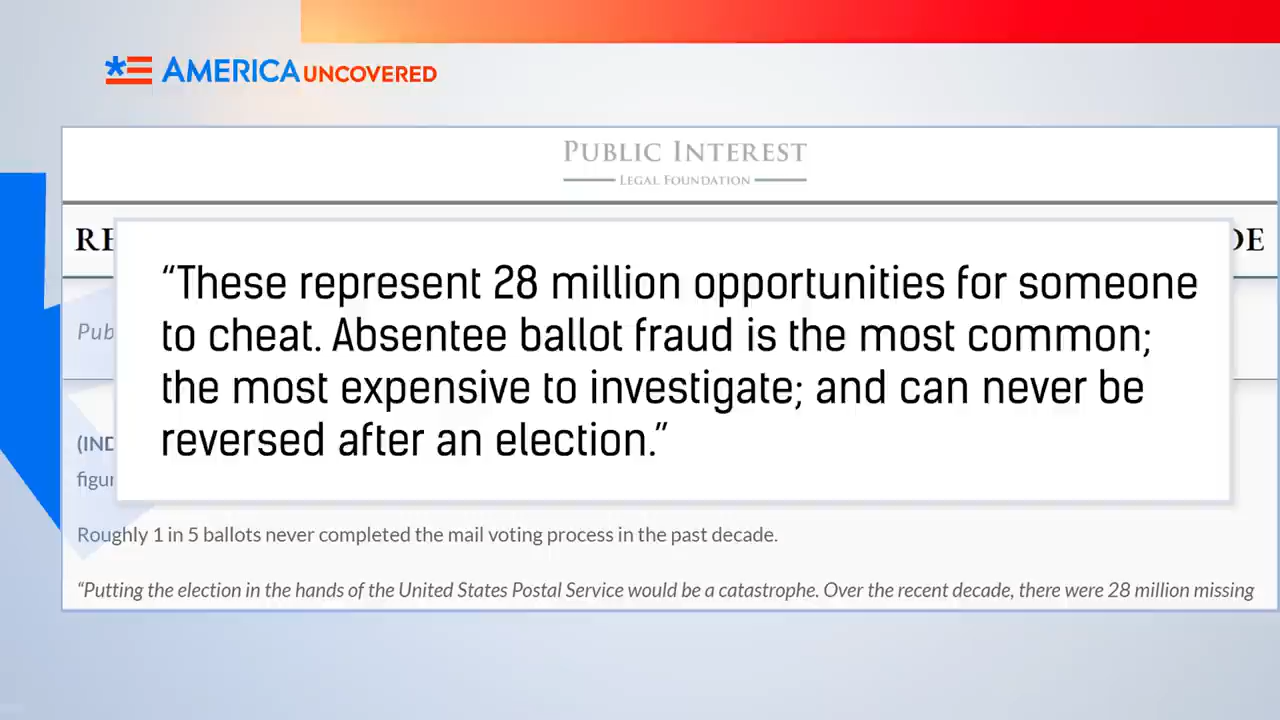 AMERICA UNCOVERED
PUBLIC INTEREST
LEGAL FOUNDATION
“These represent 28 million opportunities for someone
to cheat. Absentee ballot fraud is the most common;
the most expensive to investigate; and can never be
reversed after an election.”
Roughly 1 in 5 ballots never completed the mail voting process in the past decade.
“Putting the election in the hands of the United States Postal Service would be a catastrophe. Over the recent decade, there were 28 million missing